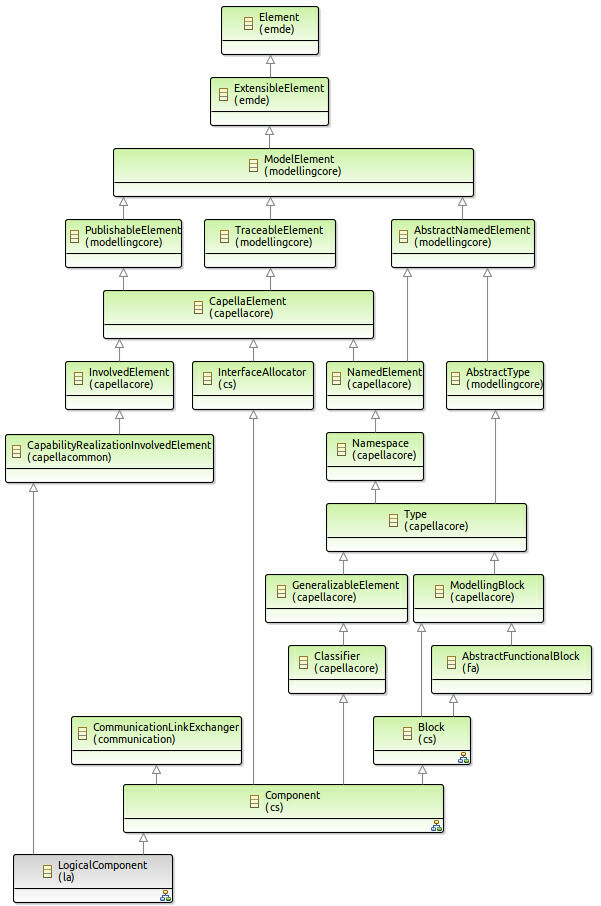 Element
(emde)
ExtensibleElement
(emde)
ModelElement
(modellingcore)
PublishableElement
(modellingcore)
TraceableElement
(modellingcore)
AbstractNamedElement
(modellingcore)
CapellaElement
(capellacore)
InvolvedElement
(capellacore)
InterfaceAllocator
(cs)
NamedElement
(capellacore)
AbstractType
(modellingcore)
CapabilityRealizationInvolvedElement
(capellacommon)
Namespace
(capellacore)
Type
(capellacore)
GeneralizableElement
(capellacore)
ModellingBlock
(capellacore)
Classifier
(capellacore)
AbstractFunctionalBlock
(fa)
CommunicationLinkExchanger
(communication)
Block
(cs)
Component
(cs)
LogicalComponent
(la)